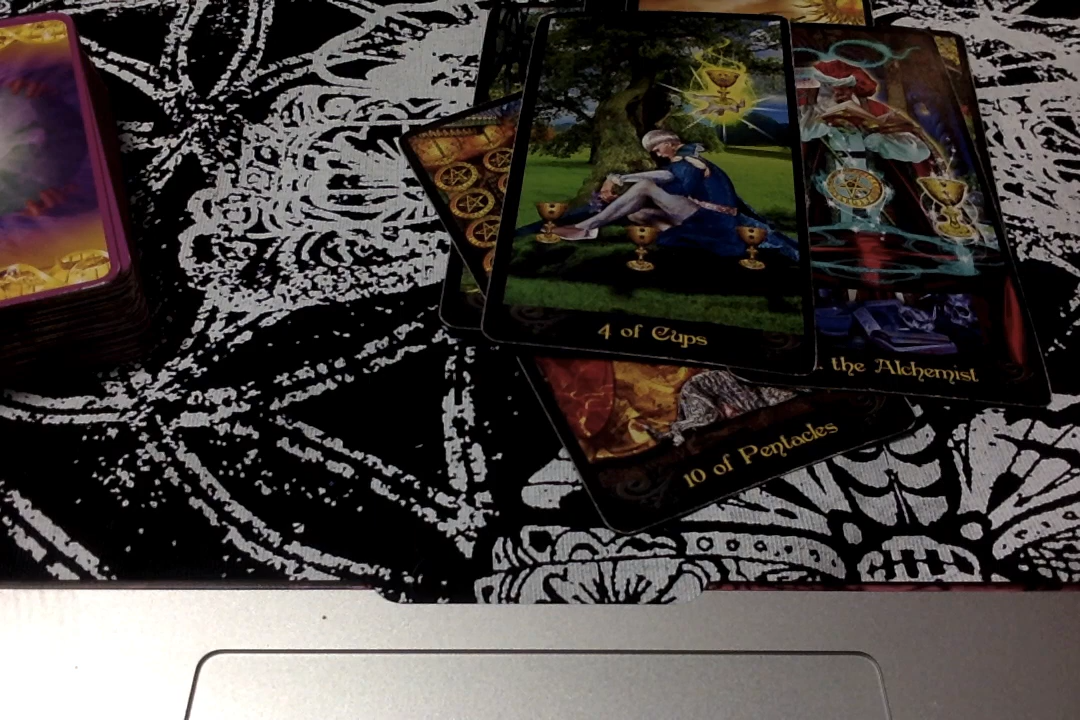 4 of Cups
the Alchemist
10 of Pentacles